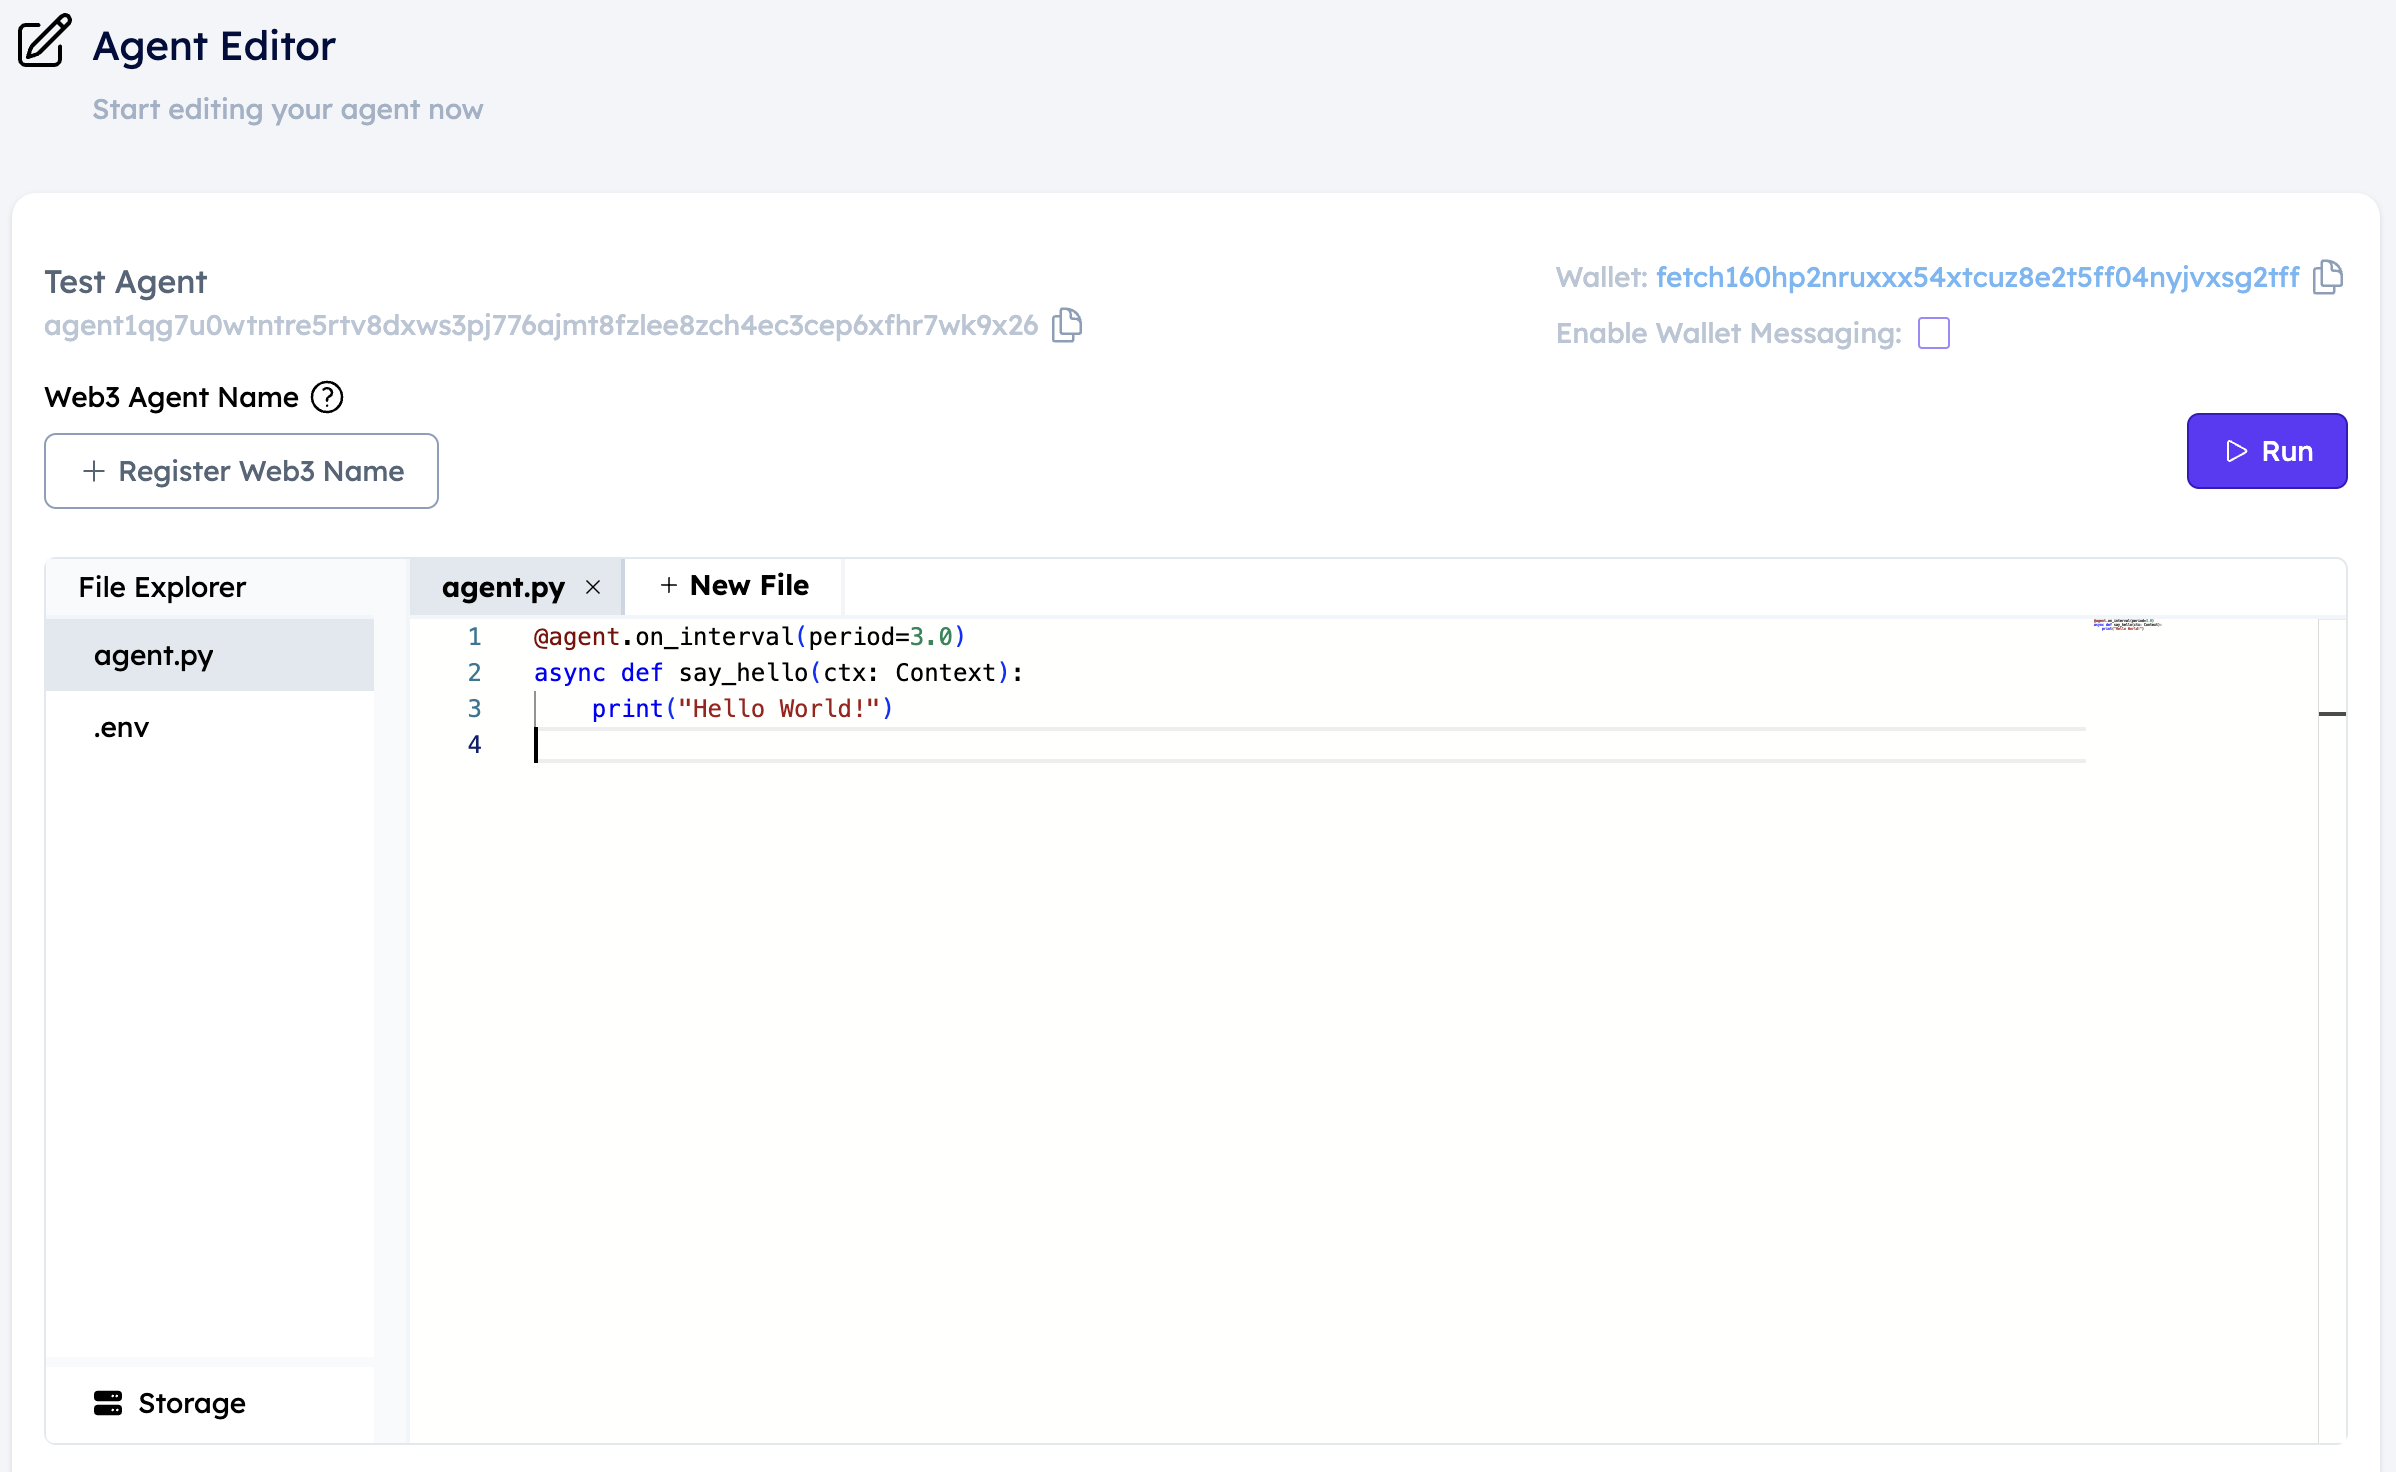 Agent Editor
Start editing your agent now
Test Agent
agent1qg7u0wtntre5rtv8dxws3pj776ajmt8fzlee8zch4ec3cep6xfhr7wk9x26
Wallet: fetch160hp2nruxxx54xtcuz8e2t5ff04nyjvxsg2tff
Enable Wallet Messaging:
Web3 Agent Name ?
+ Register Web3 Name
Run
File Explorer
agent.py
.env
Storage
agent.py ×
+ New File
1 @agent.on_interval(period=3.0)
2 async def say_hello(ctx: Context):
3     print("Hello World!")
4